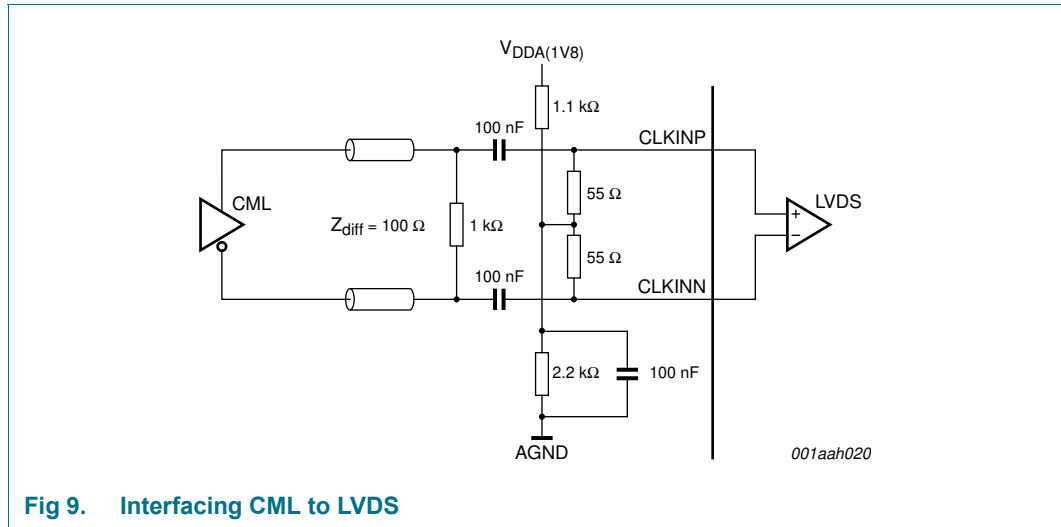 VDDA(1V8)
1.1 kΩ
100 nF
CLKINP
55 Ω
CML
LVDS
Zdiff = 100 Ω
1 kΩ
+
−
55 Ω
100 nF
CLKINN
2.2 kΩ
100 nF
AGND
001aah020
Fig 9. Interfacing CML to LVDS